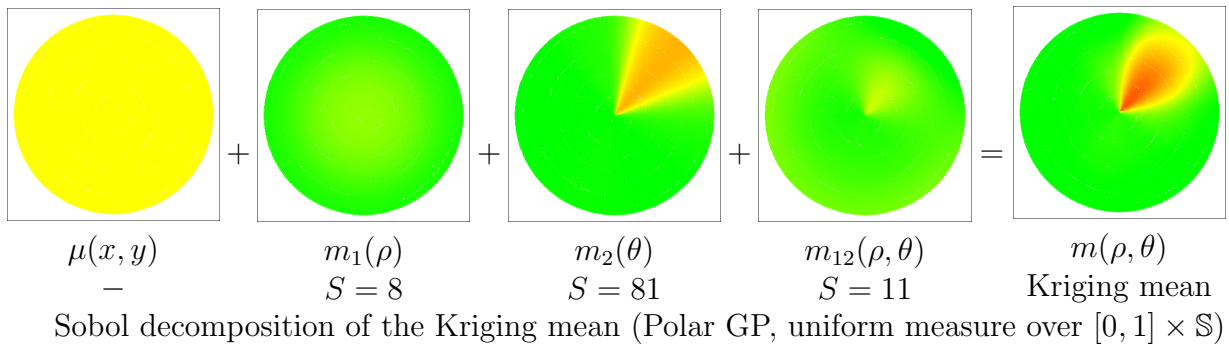 + + + =
μ(x, y) m₁(ρ) m₂(θ) m₁₂(ρ, θ) m(ρ, θ)
− S = 8 S = 81 S = 11 Kriging mean
Sobol decomposition of the Kriging mean (Polar GP, uniform measure over [0, 1] × 𝕊)